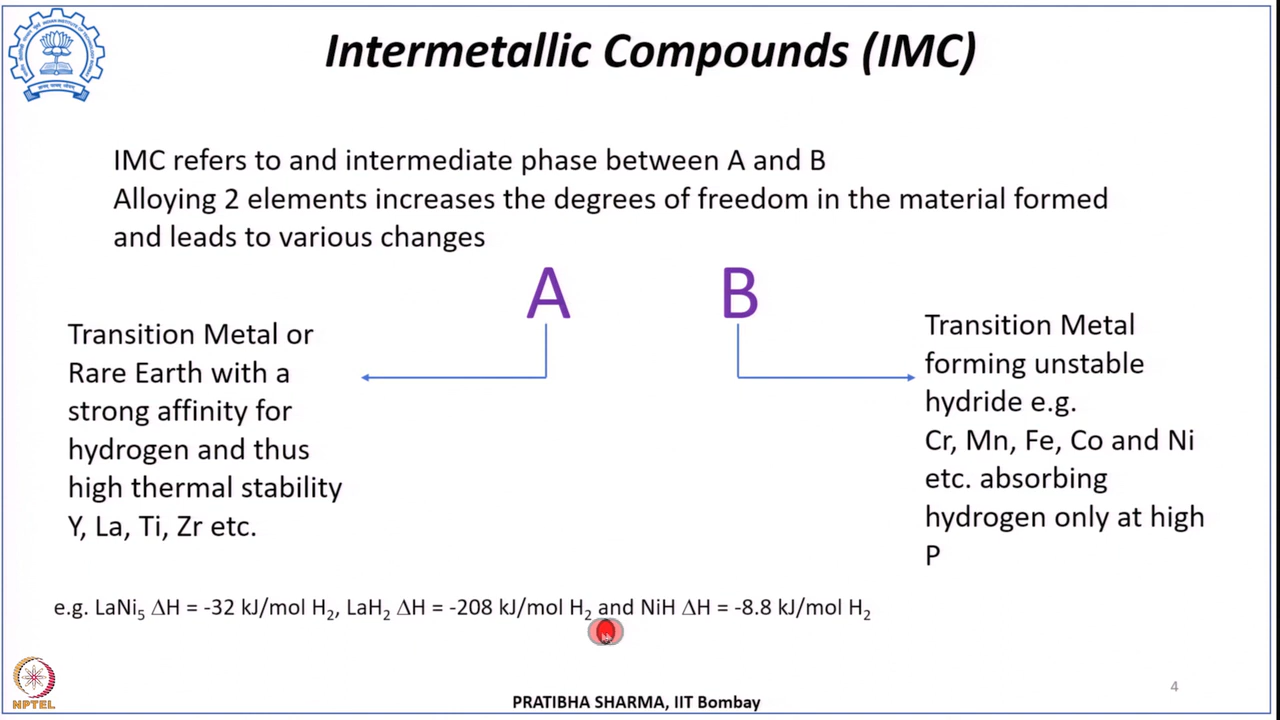 Intermetallic Compounds (IMC)
IMC refers to and intermediate phase between A and B
Alloying 2 elements increases the degrees of freedom in the material formed
and leads to various changes
A B
Transition Metal or
Rare Earth with a
strong affinity for
hydrogen and thus
high thermal stability
Y, La, Ti, Zr etc.
Transition Metal
forming unstable
hydride e.g.
Cr, Mn, Fe, Co and Ni
etc. absorbing
hydrogen only at high
P
e.g. LaNi₅ ΔH = -32 kJ/mol H₂, LaH₂ ΔH = -208 kJ/mol H₂ and NiH ΔH = -8.8 kJ/mol H₂
NPTEL
PRATIBHA SHARMA, IIT Bombay
4